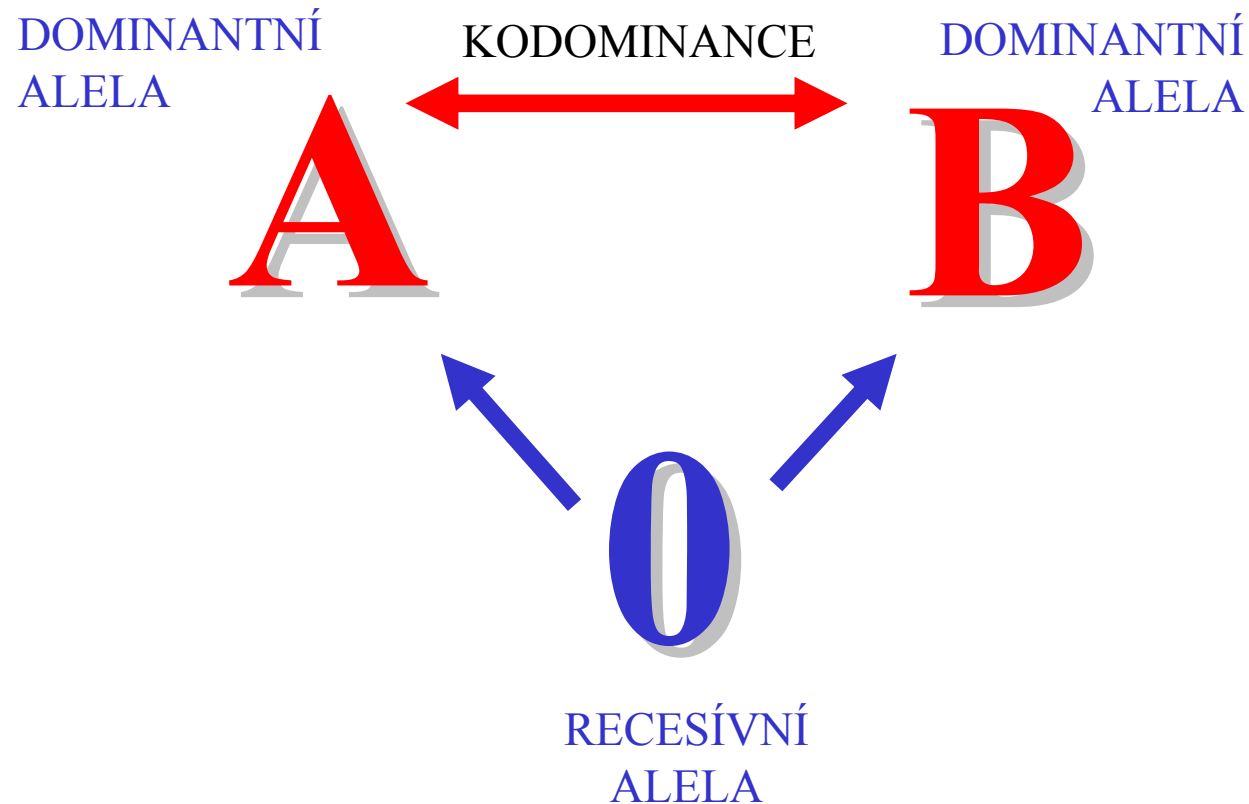 DOMINANTNÍ
ALELA
KODOMINANCE
DOMINANTNÍ
ALELA
A
B
0
RECESÍVNÍ
ALELA